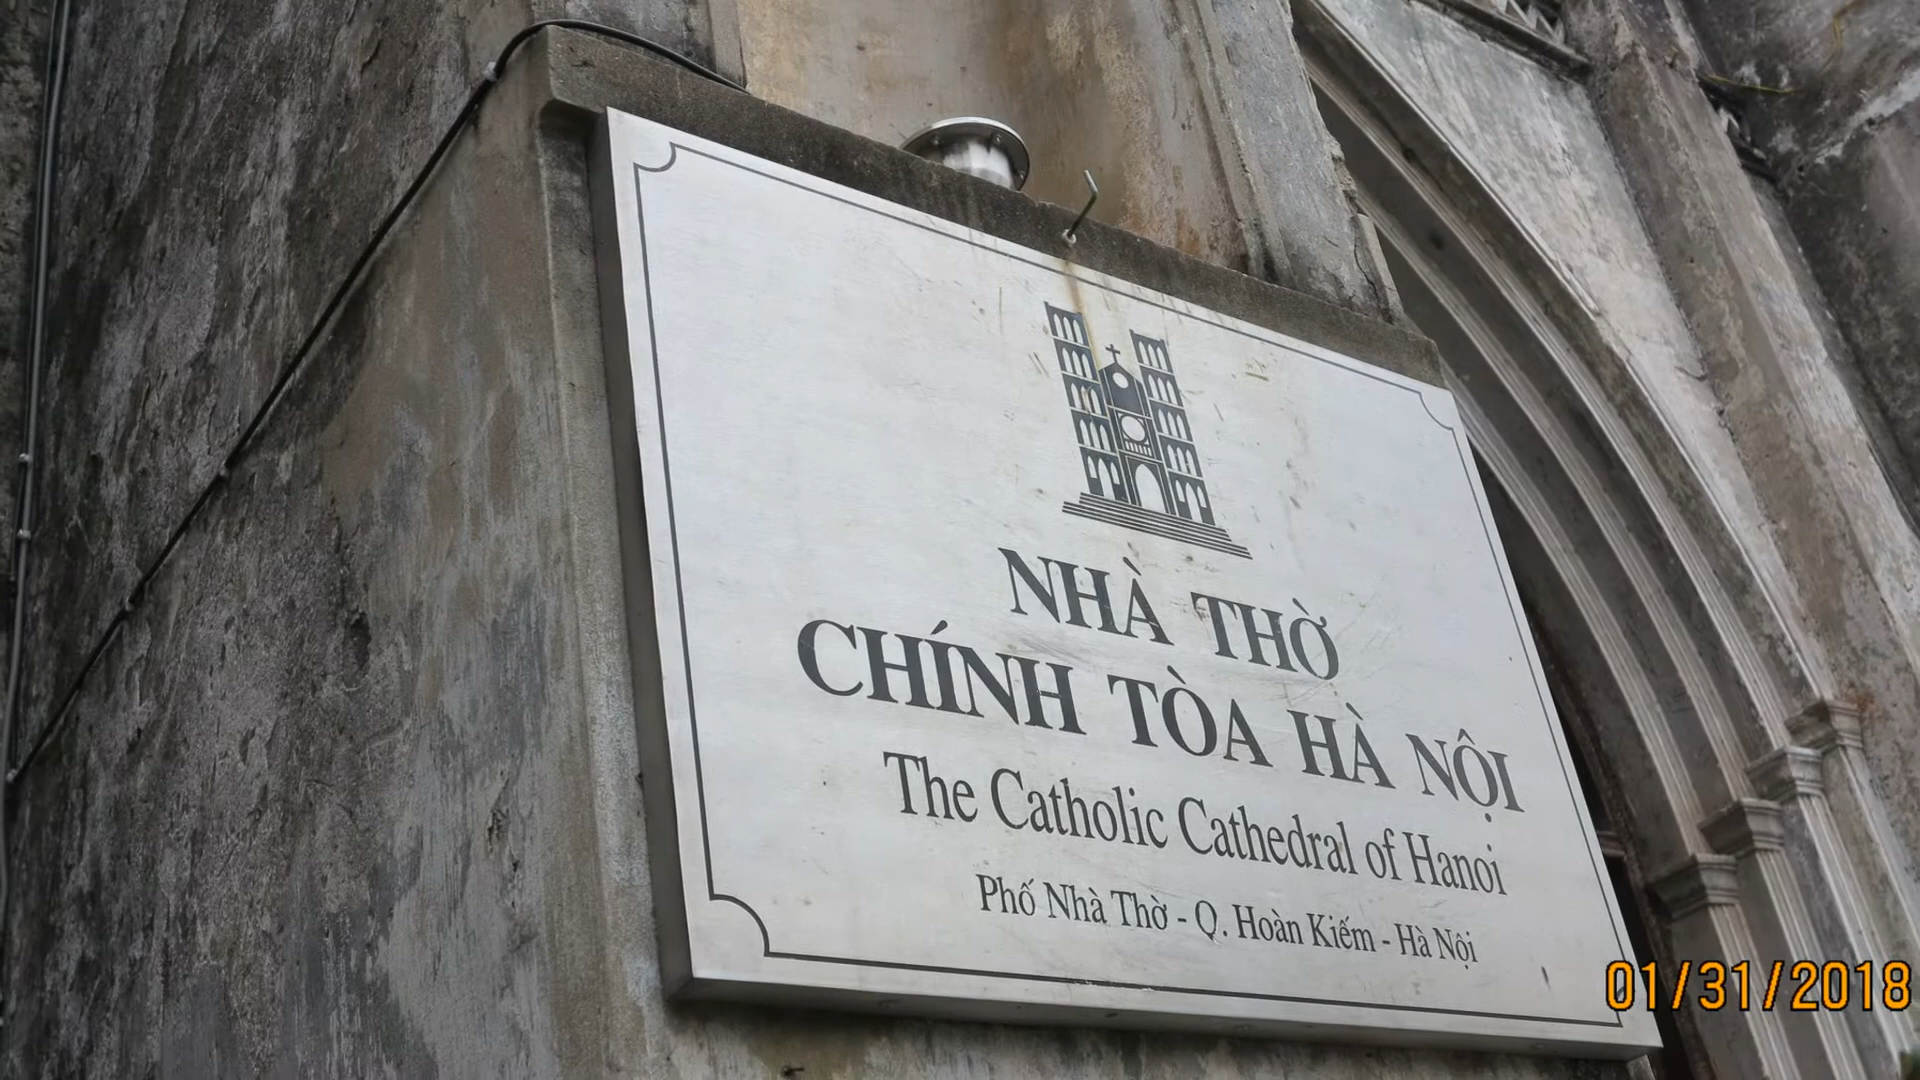 NHÀ THỜ
CHÍNH TÒA HÀ NỘI
The Catholic Cathedral of Hanoi
Phố Nhà Thờ - Q. Hoàn Kiếm - Hà Nội
01/31/2018